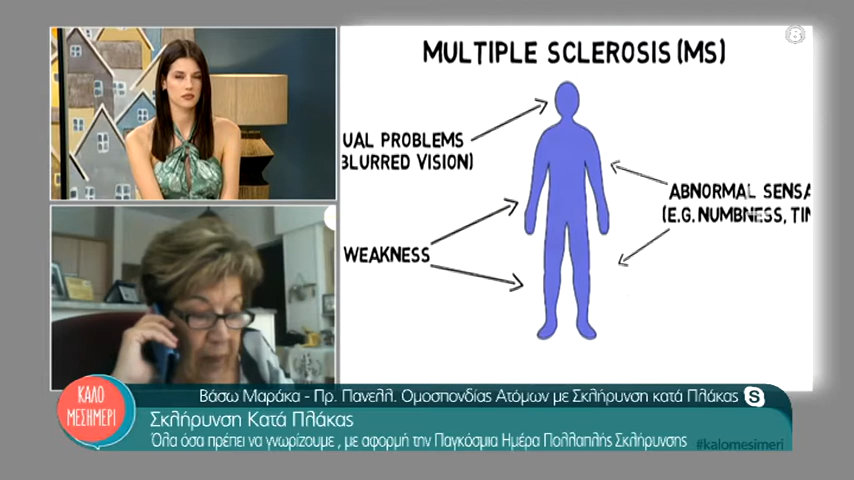 8
MULTIPLE SCLEROSIS (MS)
UAL PROBLEMS
BLURRED VISION)
ABNORMAL SENSA
(E.G. NUMBNESS, TIN
WEAKNESS
ΚΑΛΟ
ΜΕΣΗΜΕΡΙ
Βάσω Μαράκα - Πρ. Πανελλ. Ομοσπονδίας Ατόμων με Σκλήρυνση κατά Πλάκας
Σκλήρυνση Κατά Πλάκας
Όλα όσα πρέπει να γνωρίζουμε , με αφορμή την Παγκόσμια Ημέρα Πολλαπλής Σκλήρυνσης
#kalomesimeri